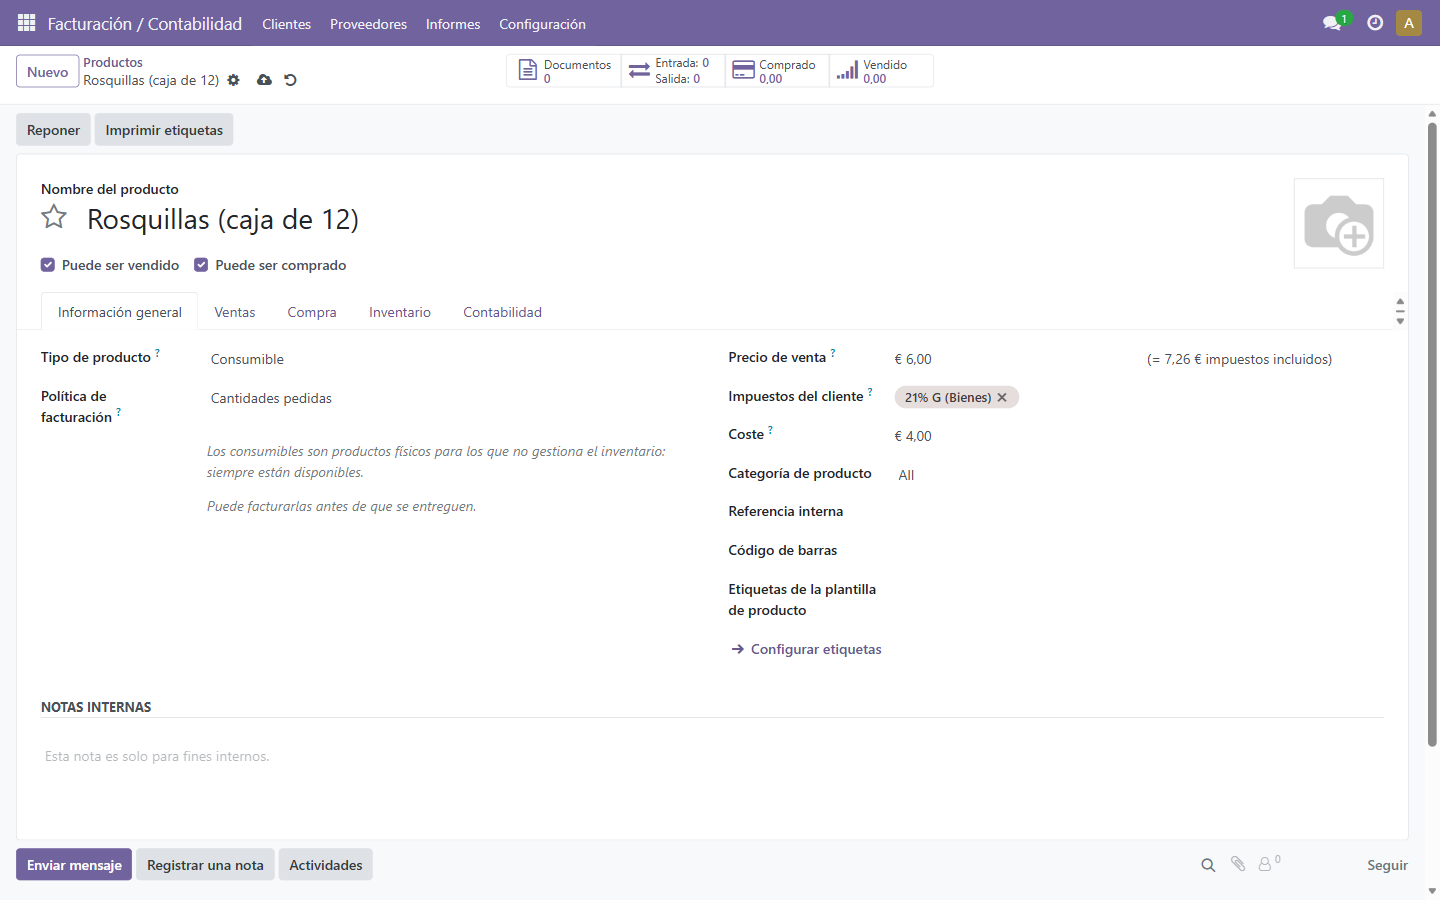 Facturación / Contabilidad Clientes Proveedores Informes Configuración 1 A
Nuevo Productos Documentos 0 Entrada: 0 Comprado 0,00 Vendido 0,00
Rosquillas (caja de 12) Salida: 0
Reponer Imprimir etiquetas
Nombre del producto
Rosquillas (caja de 12)
Puede ser vendido Puede ser comprado
Información general Ventas Compra Inventario Contabilidad
Tipo de producto ? Consumible
Política de facturación ? Cantidades pedidas
Los consumibles son productos físicos para los que no gestiona el inventario:
siempre están disponibles.
Puede facturarlas antes de que se entreguen.
Precio de venta ? € 6,00 (= 7,26 € impuestos incluidos)
Impuestos del cliente ? 21% G (Bienes)
Coste ? € 4,00
Categoría de producto All
Referencia interna
Código de barras
Etiquetas de la plantilla
de producto
Configurar etiquetas
NOTAS INTERNAS
Esta nota es solo para fines internos.
Enviar mensaje Registrar una nota Actividades 0 Seguir